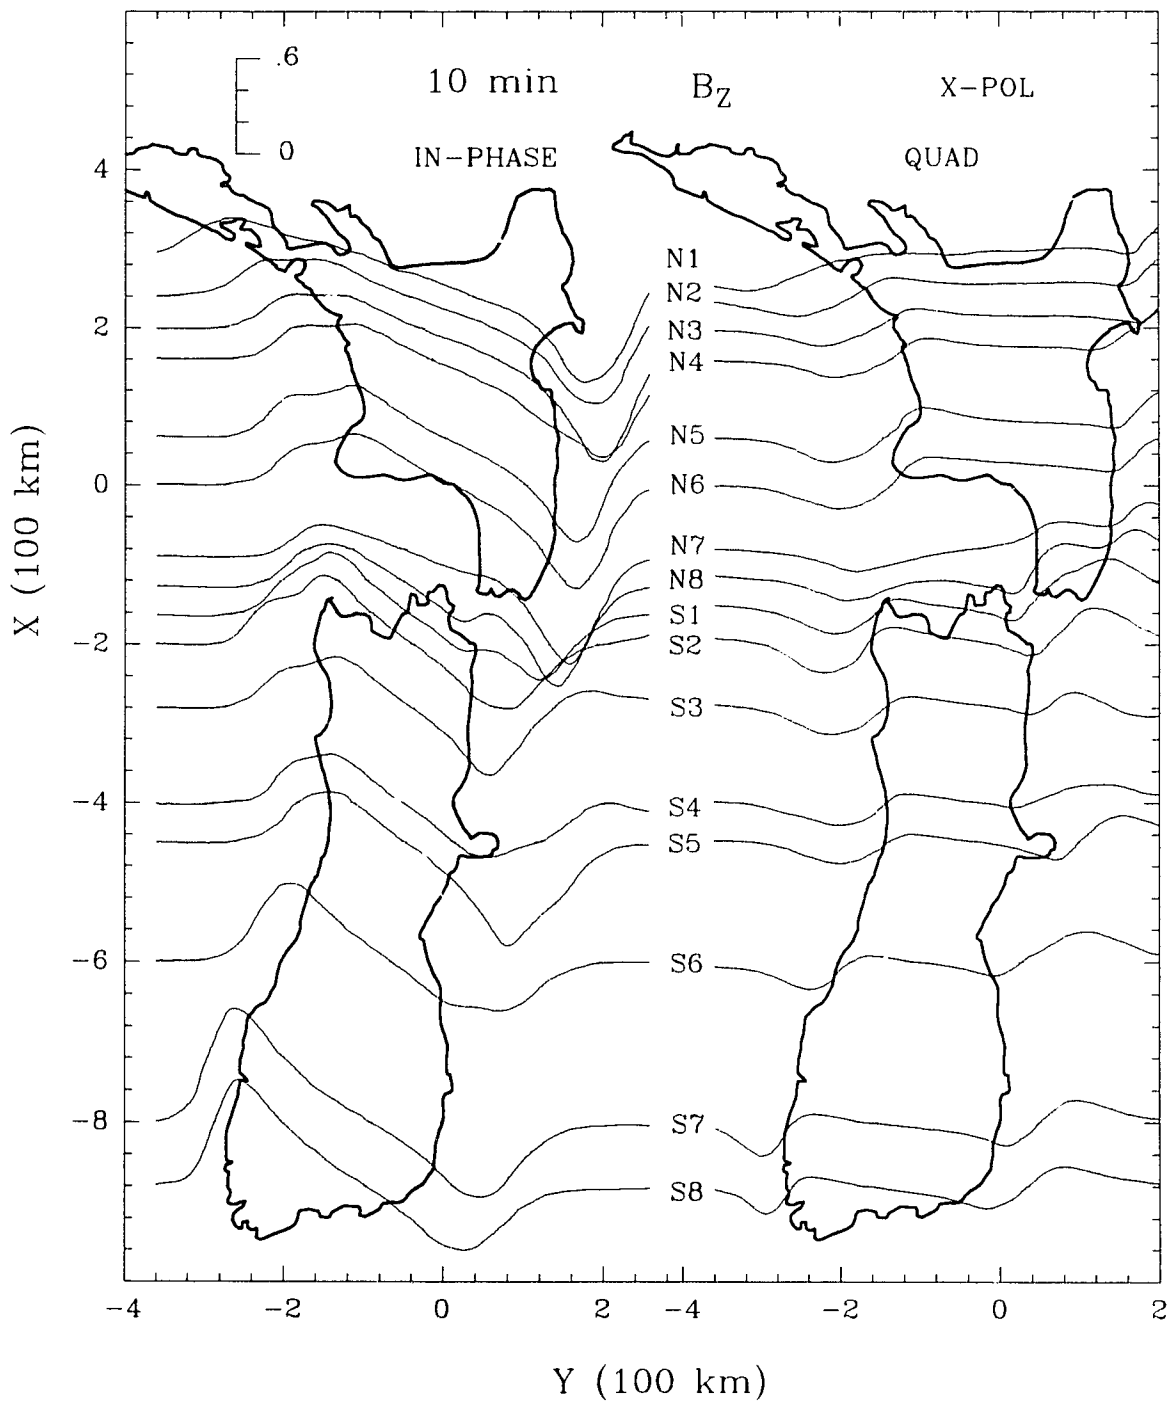 .6
10 min
B_Z
X-POL
0
IN-PHASE
QUAD
4
N1
N2
2
N3
N4
N5
X (100 km)
0
N6
N7
N8
S1
-2
S2
S3
-4
S4
S5
-6
S6
-8
S7
S8
-4 -2 0 2 -4 -2 0 2
Y (100 km)